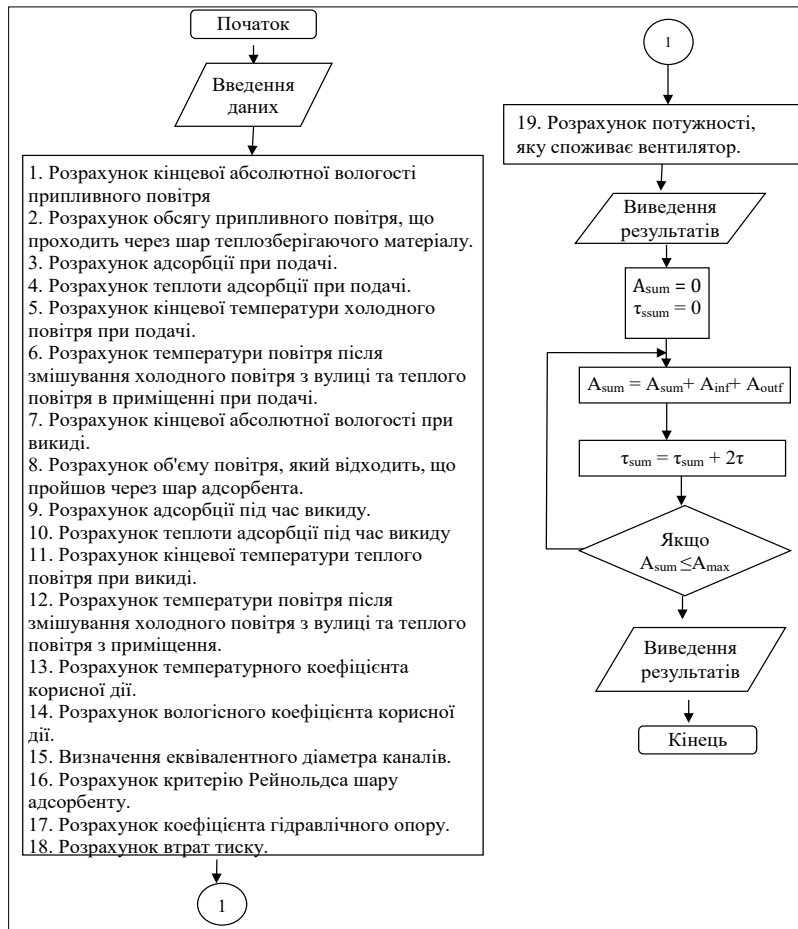 Початок
Введення
даних
1. Розрахунок кінцевої абсолютної вологості
припливного повітря
2. Розрахунок обсягу припливного повітря, що
проходить через шар теплозберігаючого матеріалу.
3. Розрахунок адсорбції при подачі.
4. Розрахунок теплоти адсорбції при подачі.
5. Розрахунок кінцевої температури холодного
повітря при подачі.
6. Розрахунок температури повітря після
змішування холодного повітря з вулиці та теплого
повітря в приміщенні при подачі.
7. Розрахунок кінцевої абсолютної вологості при
викиді.
8. Розрахунок об'єму повітря, який відходить, що
пройшов через шар адсорбента.
9. Розрахунок адсорбції під час викиду.
10. Розрахунок теплоти адсорбції під час викиду
11. Розрахунок кінцевої температури теплого
повітря при викиді.
12. Розрахунок температури повітря після
змішування холодного повітря з вулиці та теплого
повітря з приміщення.
13. Розрахунок температурного коефіцієнта
корисної дії.
14. Розрахунок вологісного коефіцієнта корисної
дії.
15. Визначення еквівалентного діаметра каналів.
16. Розрахунок критерію Рейнольдса шару
адсорбенту.
17. Розрахунок коефіцієнта гідравлічного опору.
18. Розрахунок втрат тиску.
1
1
19. Розрахунок потужності,
яку споживає вентилятор.
Виведення
результатів
Asum = 0
τssum = 0
Asum = Asum+ Ainf+ Aoutf
τsum = τsum + 2τ
Якщо
Asum ≤Amax
Виведення
результатів
Кінець